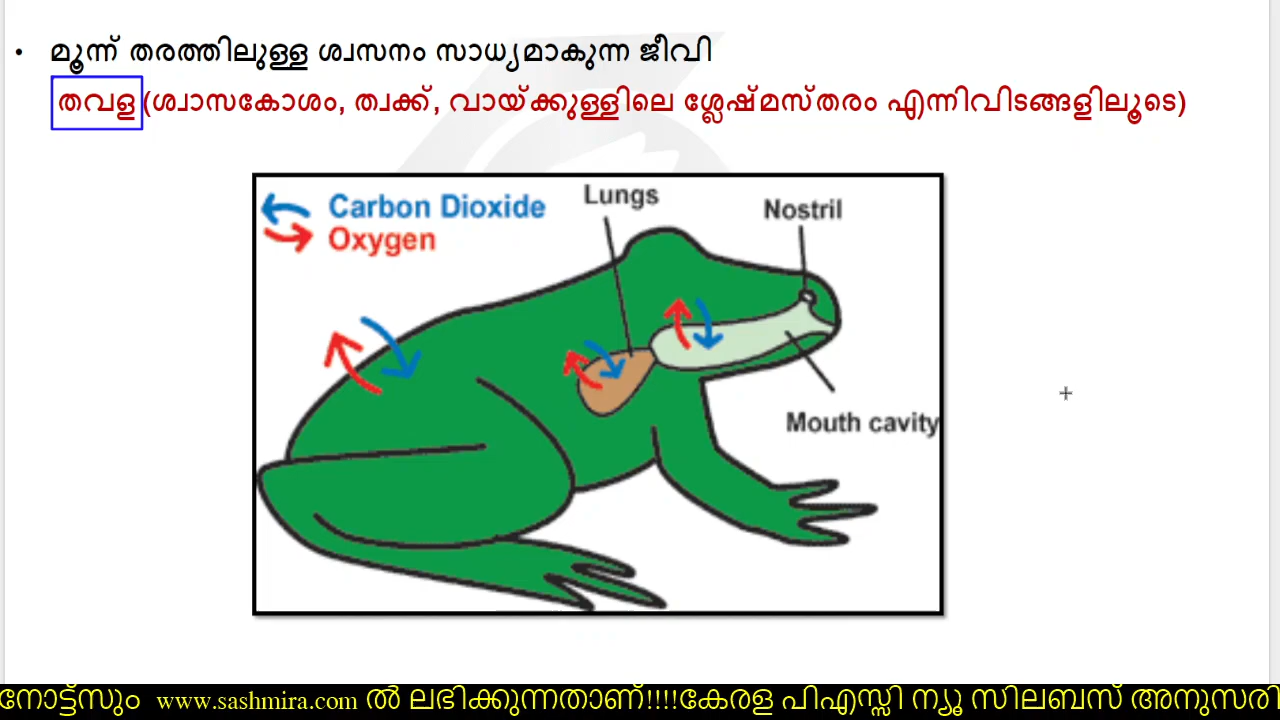 • മൂന്ന് തരത്തിലുള്ള ശ്വസനം സാധ്യമാകുന്ന ജീവി
തവള (ശ്വാസകോശം, ത്വക്ക്, വായ്ക്കുള്ളിലെ ശ്ലേഷ്മസ്തരം എന്നിവിടങ്ങളിലൂടെ)
Carbon Dioxide
Oxygen
Lungs
Nostril
Mouth cavity
നോട്ട്സും www.sashmira.com ൽ ലഭിക്കുന്നതാണ്!!!!കേരള പിഎസ്സി ന്യൂ സിലബസ് അനുസരി